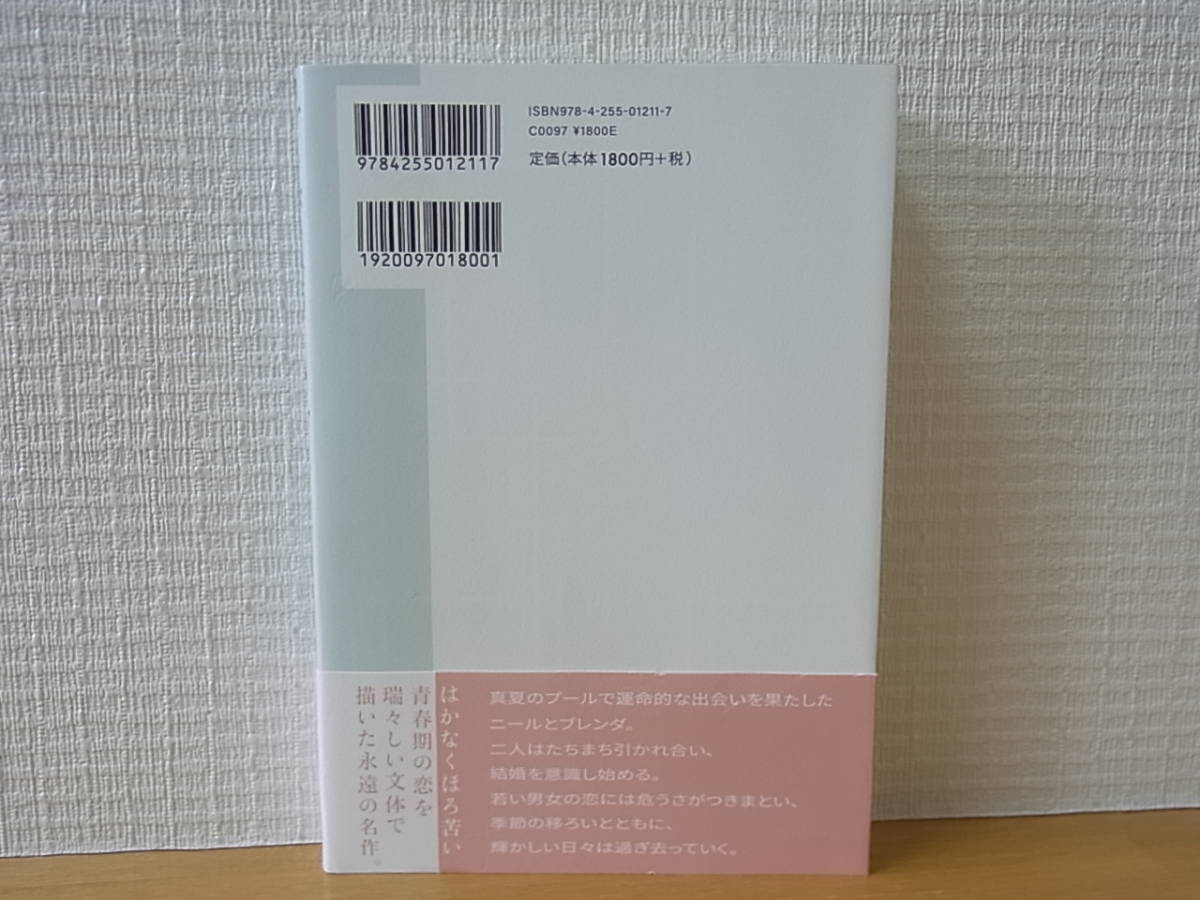 ISBN978-4-255-01211-7
C0097 ¥1800E
定価(本体1800円+税)
9784255012117
1920097018001
真夏のプールで運命的な出会いを果たした
ニールとブレンダ。
二人はたちまち引かれ合い、
結婚を意識し始める。
若い男女の恋には危うさがつきまとい、
季節の移ろいとともに、
輝かしい日々は過ぎ去っていく。
はかなくほろ苦い
青春期の恋を
瑞々しい文体で
描いた永遠の名作。